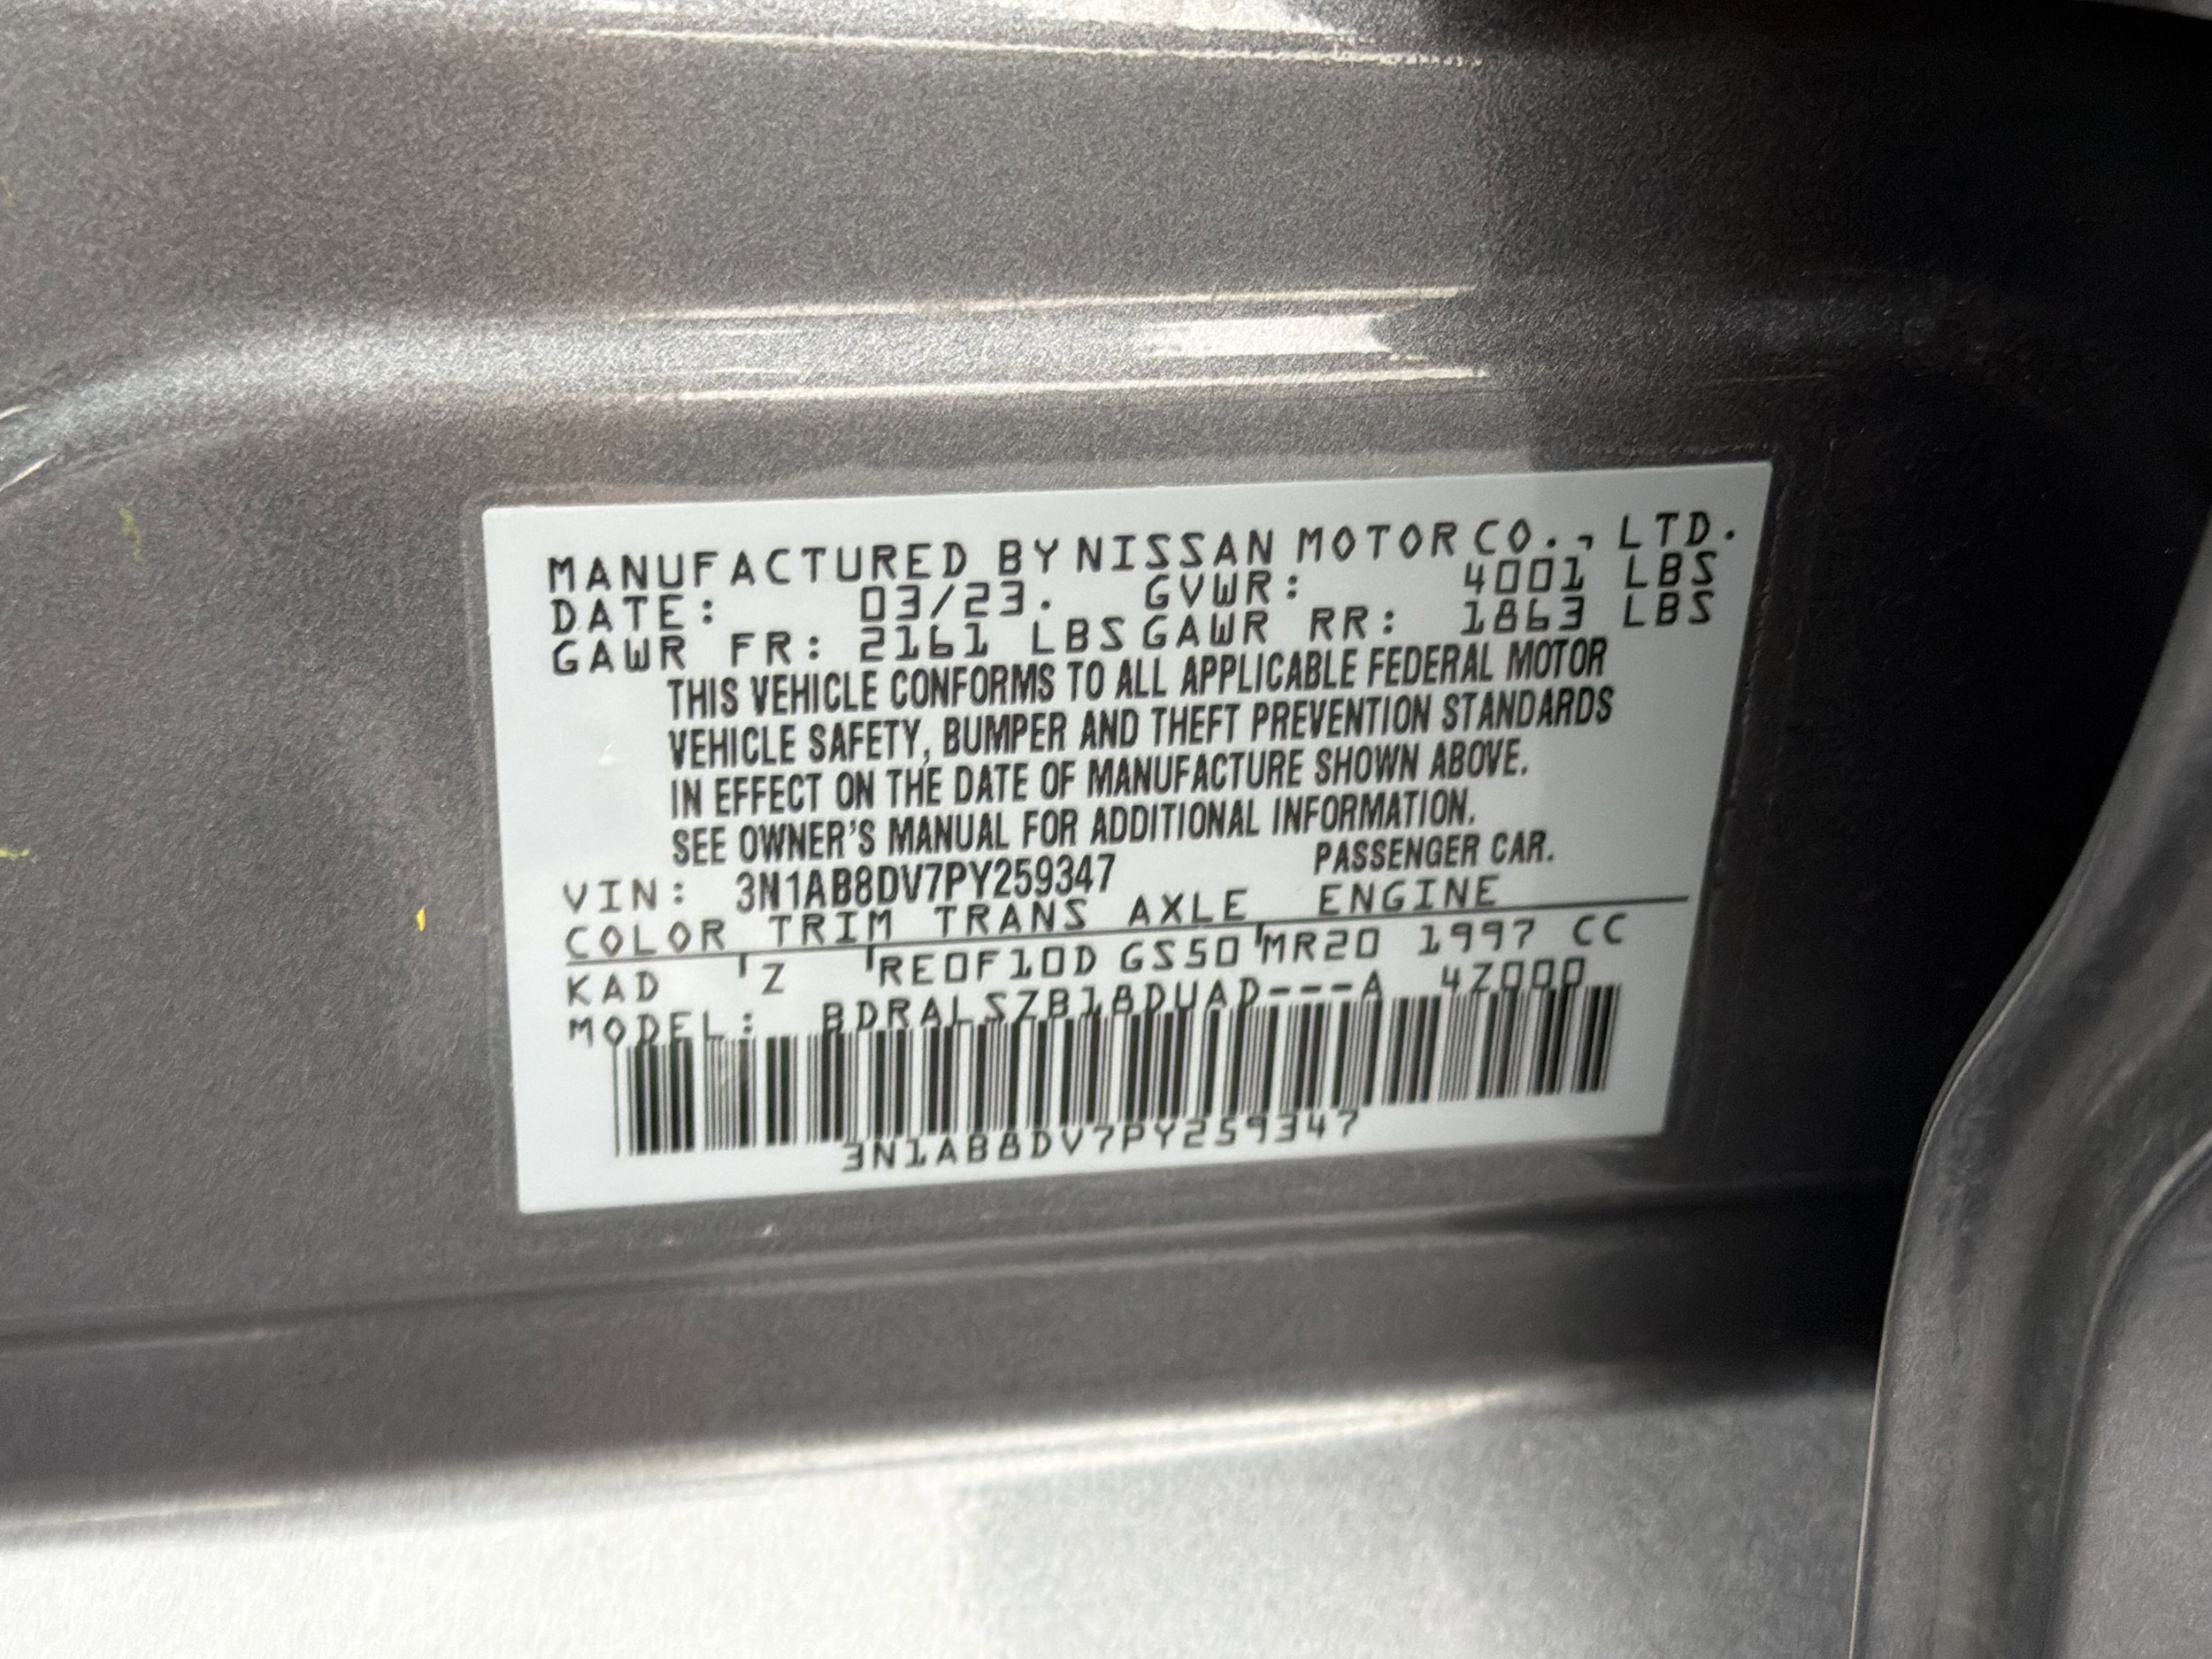 MANUFACTURED BY NISSAN MOTOR CO., LTD.
DATE: 03/23. GVWR: 4001 LBS
GAWR FR: 2161 LBS GAWR RR: 1863 LBS
THIS VEHICLE CONFORMS TO ALL APPLICABLE FEDERAL MOTOR
VEHICLE SAFETY, BUMPER AND THEFT PREVENTION STANDARDS
IN EFFECT ON THE DATE OF MANUFACTURE SHOWN ABOVE.
SEE OWNER'S MANUAL FOR ADDITIONAL INFORMATION.
VIN: 3N1AB8DV7PY259347 PASSENGER CAR.
COLOR TRIM TRANS AXLE ENGINE
KAD Z RE0F10D GS50 MR20 1997 CC
MODEL: BDRALSZB18DUAD---A 4Z000
3N1AB8DV7PY259347